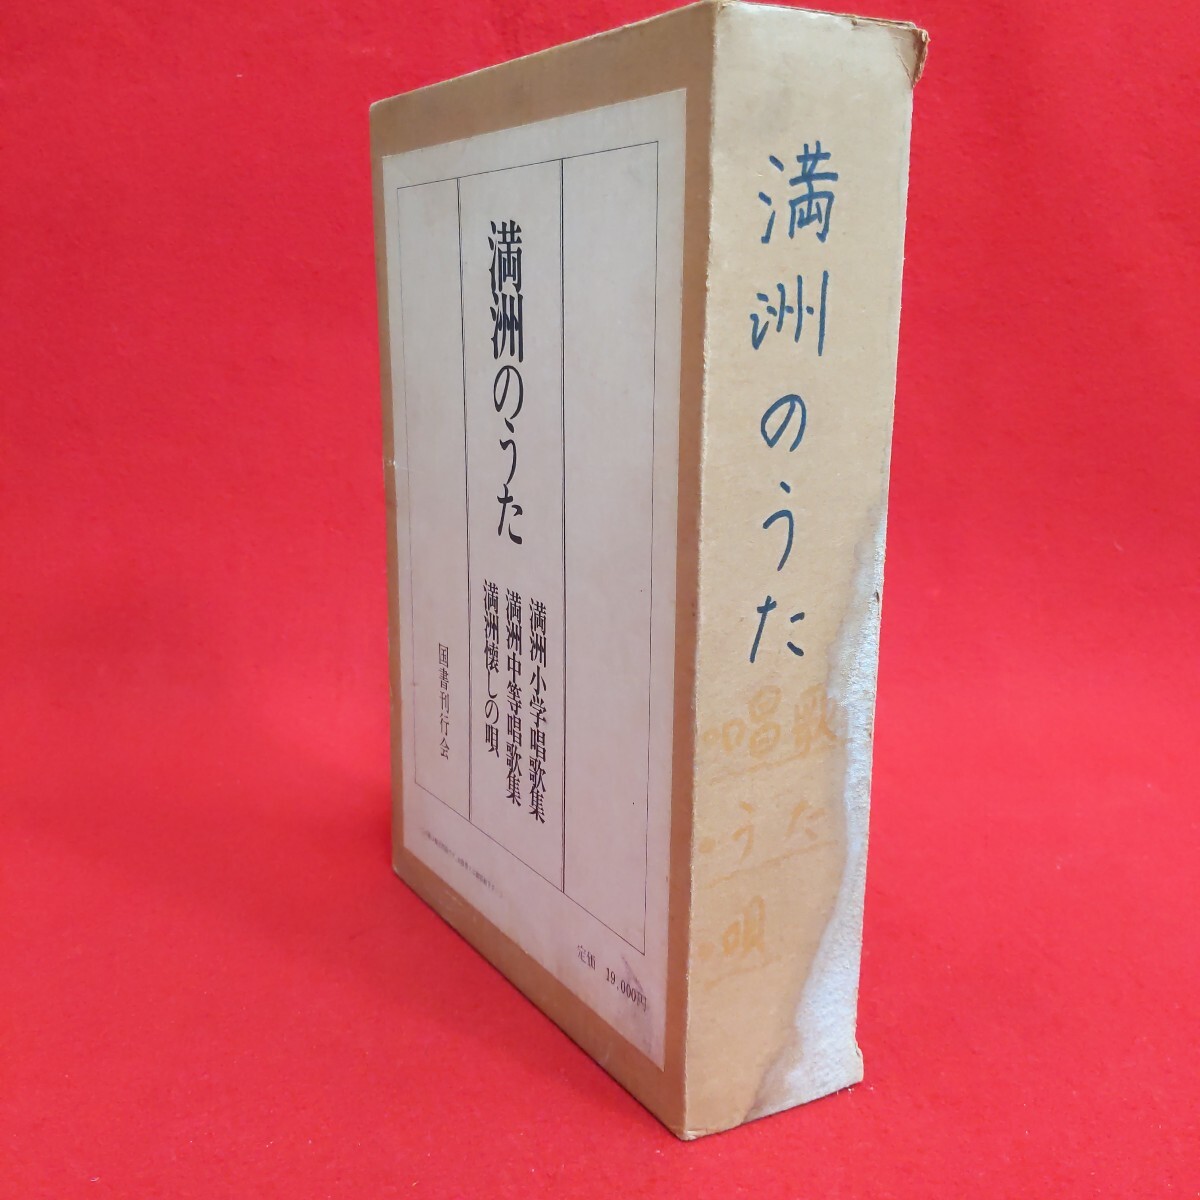 満洲のうた
満洲小学唱歌集
満洲中等唱歌集
満洲懐しの唄
国書刊行会
定価 19,000円
満洲のうた
・唱歌
・うた
・唄